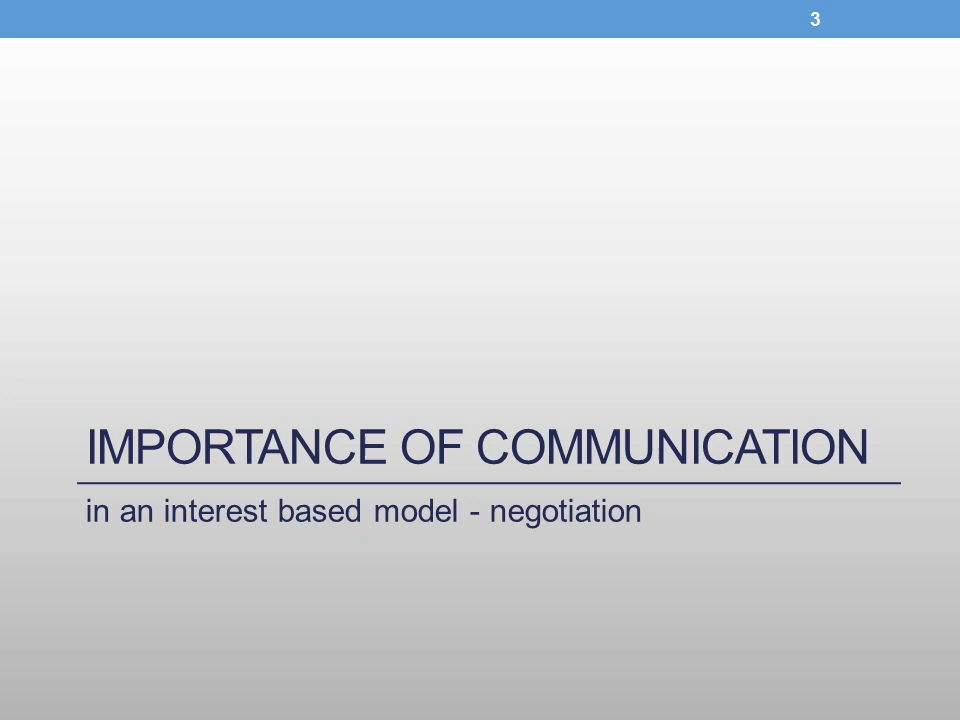 3
IMPORTANCE OF COMMUNICATION
in an interest based model - negotiation